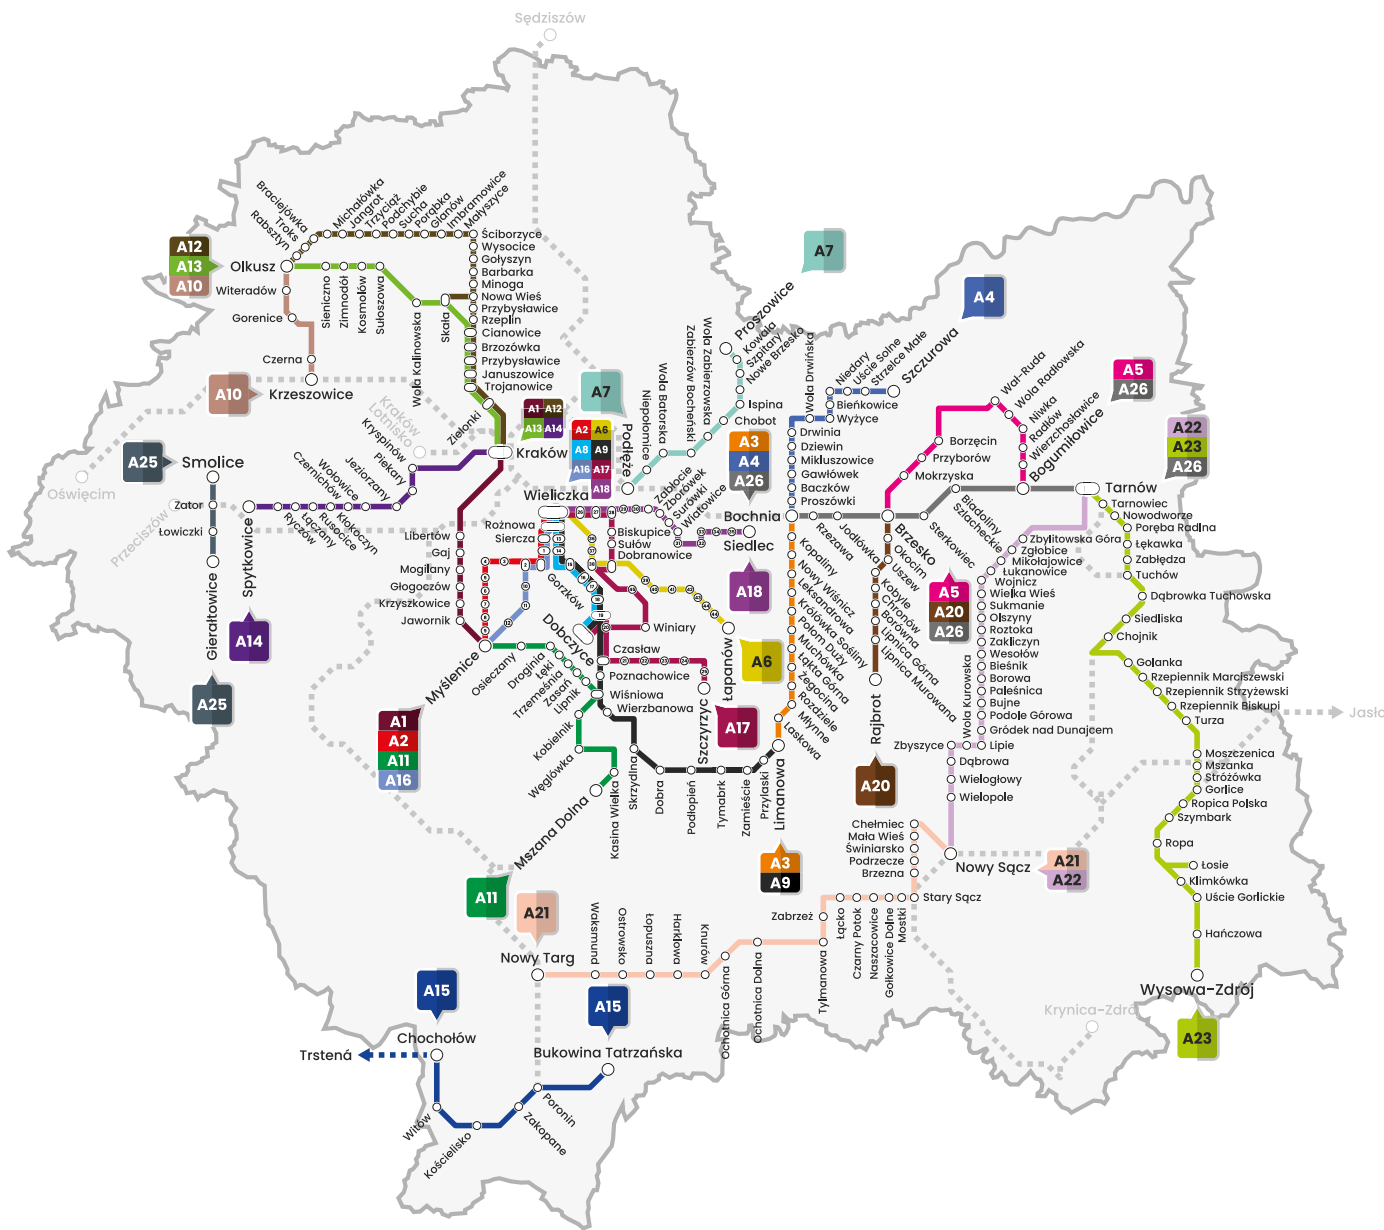 Sędziszów
Braciejówka
Troks
Rabsztyn
Michałówka
Jangrot
Trzyciąż
Podchybie
Sucha
Porąbka
Glanów
Imbramowice
Małyszyce
Ściborzyce
Wysocice
Gołyszyn
Barbarka
Minoga
Nowa Wieś
Przybysławice
Rzeplin
Cianowice
Brzozówka
Przybysławice
Januszowice
Trojanowice
Zielonki
A12
A13
A10
Olkusz
Witeradów
Gorenice
Czerna
Krzeszowice
A10
Sieniczno
Zimnodół
Kosmolów
Sułoszowa
Wola Kalinowska
Skała
A7
Proszowice
Kowala
Szpitary
Nowe Brzesko
Ispina
Chobot
Wola Zabierzowska
Zabierzów Bocheński
Wola Batorska
Niepołomice
Podłęże
A7
A4
Szczurowa
Strzelce Małe
Uście Solne
Niedary
Bieńkowice
Wyżyce
Wola Drwińska
Drwinia
Dziewin
Mikluszowice
Gawłówek
Baczków
Proszówki
A5
A26
Wał-Ruda
Wola Radłowska
Niwka
Radłów
Wierzchosławice
Bogumiłowice
Borzęcin
Przyborów
Mokrzyska
A22
A23
A26
Kraków
Lotnisko
A1
A12
A13
A14
Kraków
A2
A6
A8
A9
A16
A17
A18
A3
A4
A26
Bochnia
A25
Smolice
Zator
Łowiczki
Gierałtowice
A25
Oświęcim
Przeciszów
Spytkowice
A14
Ryczów
Łączany
Rusocice
Kłokoczyn
Czernichów
Wołowice
Jeziorzany
Piekary
Kryspinów
Wieliczka
Rożnowa
Siercza
Zabłocie
Zborówek
Surówki
Wiatowice
Siedlec
A18
Biskupice
Sułów
Dobranowice
Gorzków
Dobczyce
Winiary
Czasław
Poznachowice
Wiśniowa
Wierzbanowa
Szczyrzyc
A17
Łapanów
A6
Libertów
Gaj
Mogilany
Głogoczów
Krzyszkowice
Jawornik
Myślenice
A1
A2
A11
A16
Osieczany
Droginia
Łęki
Trzemeśnia
Zasań
Lipnik
Kobielnik
Węglówka
Kasina Wielka
Mszana Dolna
A11
Skrzydlna
Dobra
Podłopień
Tymbark
Zamieście
Przylaski
Limanowa
A3
A9
Rzezawa
Jodłówka
Brzesko
Sterkowiec
Biadoliny
Szlacheckie
Kopaliny
Nowy Wiśnicz
Leksandrowa
Królówka Sośliny
Połom Duży
Muchówka
Łąkta Górna
Żegocina
Rozdziele
Młynne
Laskowa
Okocim
Uszew
Kobyle
Chronów
Borowna
Lipnica Górna
Lipnica Murowana
Rajbrot
A20
A5
A20
A26
Tarnów
Tarnowiec
Nowodworze
Poręba Radlna
Łękawka
Zabłędza
Tuchów
Dąbrówka Tuchowska
Siedliska
Chojnik
Golanka
Rzepiennik Marciszewski
Rzepiennik Strzyżewski
Rzepiennik Biskupi
Turza
Moszczenica
Mszanka
Stróżówka
Gorlice
Ropica Polska
Szymbark
Ropa
Łosie
Klimkówka
Uście Gorlickie
Hańczowa
Wysowa-Zdrój
A23
Jasło
Zbylitowska Góra
Zgłobice
Mikołajowice
Łukanowice
Wojnicz
Wielka Wieś
Sukmanie
Olszyny
Roztoka
Zakliczyn
Wesołów
Bieśnik
Borowa
Paleśnica
Bujne
Podole Górowa
Gródek nad Dunajcem
Lipie
Wola Kurowska
Zbyszyce
Dąbrowa
Wielogłowy
Wielopole
Nowy Sącz
A21
A22
Chełmiec
Mała Wieś
Świniarsko
Podrzecze
Brzezna
Stary Sącz
Mostki
Gołkowice Dolne
Naszacowice
Czarny Potok
Łącko
Zabrzeż
Tylmanowa
Ochotnica Dolna
Ochotnica Górna
Knurów
Harklowa
Łopuszna
Ostrowsko
Waksmund
Nowy Targ
A21
Krynica-Zdrój
A15
Chochołów
Trstená
Witów
Kościelisko
Zakopane
Poronin
Bukowina Tatrzańska
A15